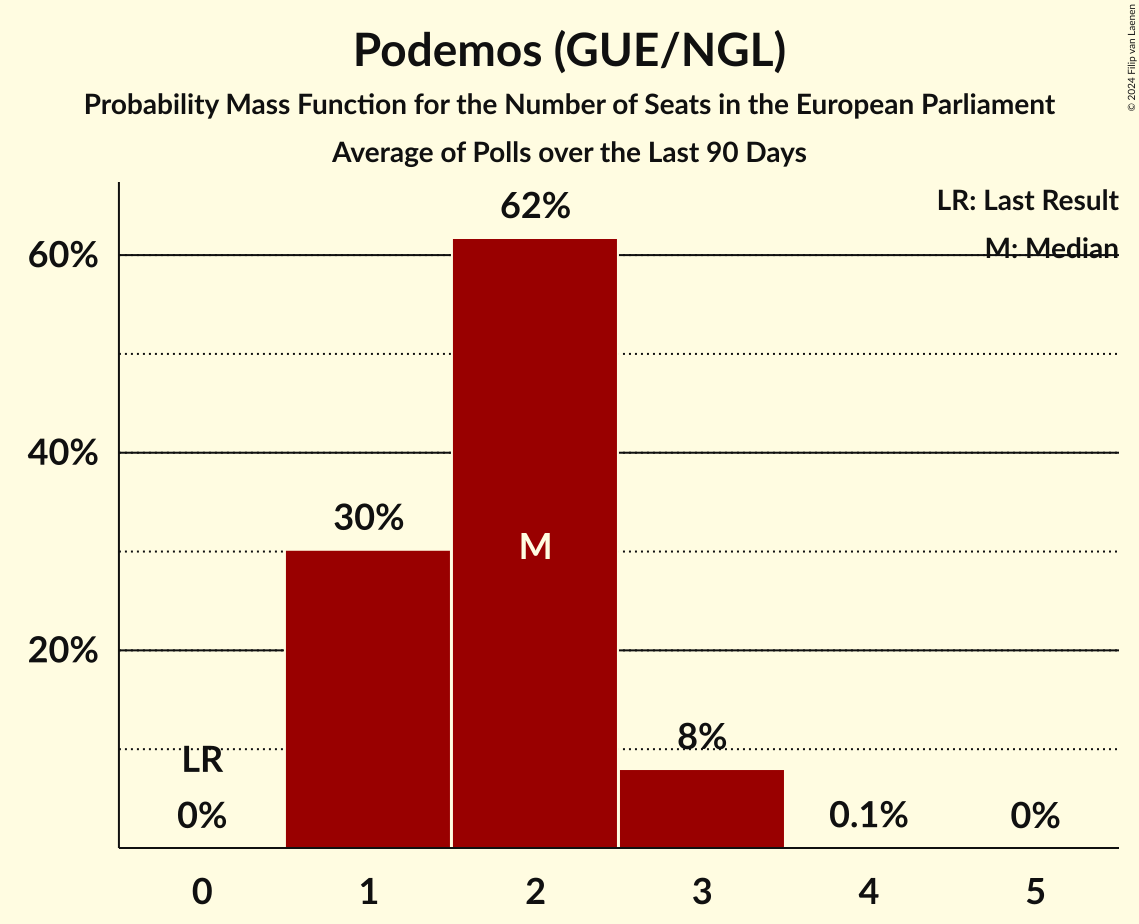 Podemos (GUE/NGL)
Probability Mass Function for the Number of Seats in the European Parliament
Average of Polls over the Last 90 Days
© 2024 Filip van Laenen
LR: Last Result
M: Median
62%
60%
40%
30%
M
20%
8%
LR
0%
0.1%
0%
0 1 2 3 4 5